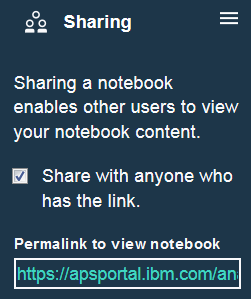 Sharing
Sharing a notebook
enables other users to view
your notebook content.
Share with anyone who
has the link.
Permalink to view notebook
https://apsportal.ibm.com/an